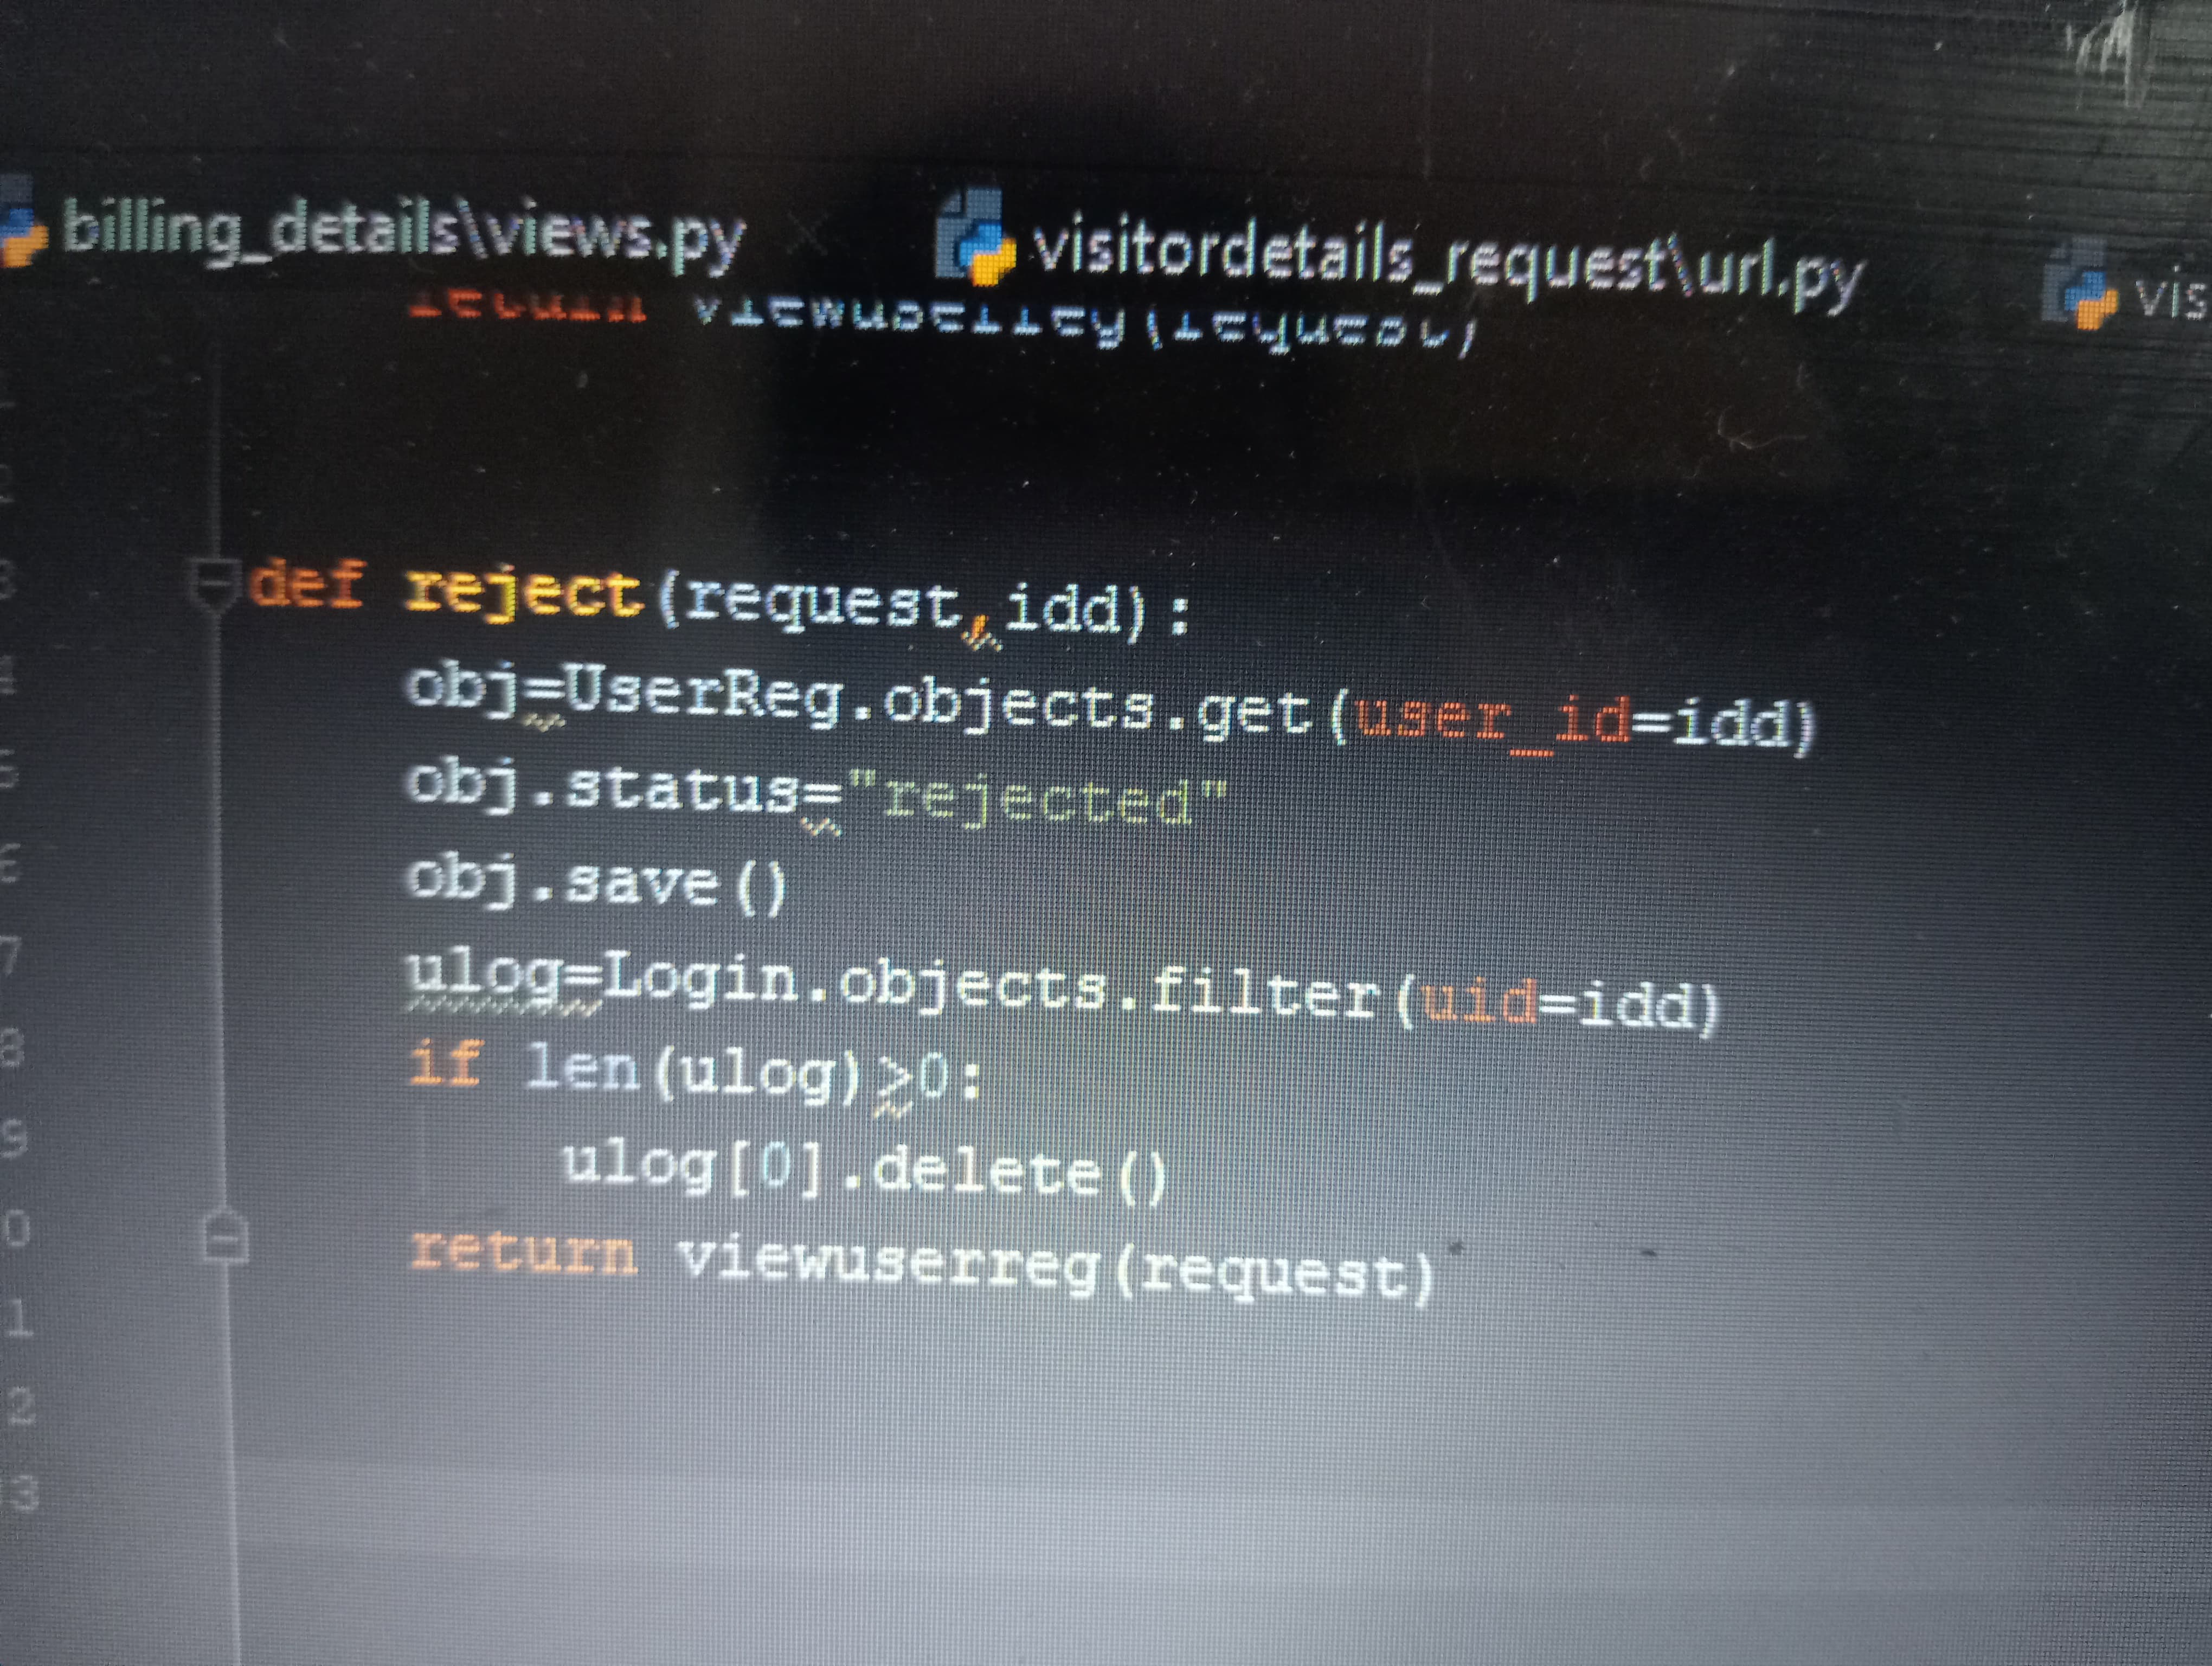 billing_details\views.py
visitordetails_request\url.py
vis
return viewuserreg(request)
3 def reject(request,idd):
4 obj=UserReg.objects.get(user_id=idd)
5 obj.status="rejected"
6 obj.save()
7 ulog=Login.objects.filter(uid=idd)
8 if len(ulog)>0:
9 ulog[0].delete()
0 return viewuserreg(request)
1
2
3